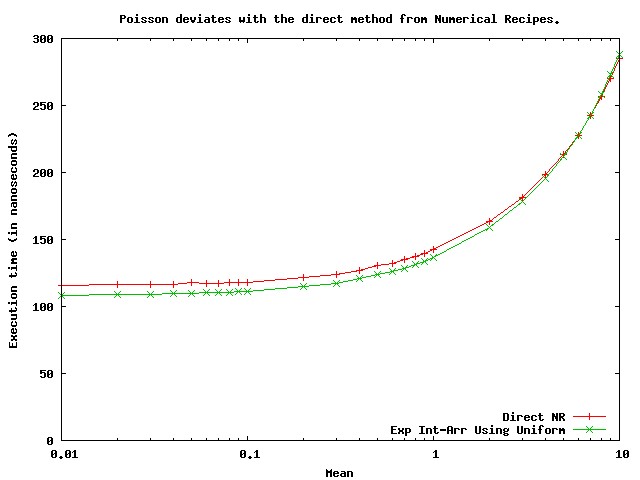 Poisson deviates with the direct method from Numerical Recipes.
300
250
200
150
100
50
0
Execution time (in nanoseconds)
Direct NR
Exp Int-Arr Using Uniform
0.01 0.1 1 10
Mean